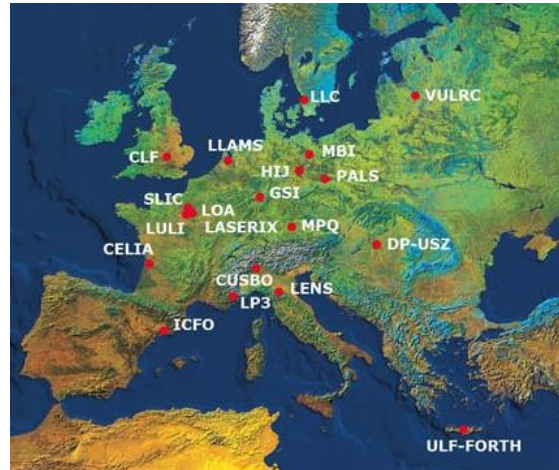 LLC
VULRC
CLF
LLAMS
MBI
HIJ
PALS
GSI
SLIC
LOA
LULI
LASERIX
MPQ
CELIA
DP-USZ
CUSBO
LENS
LP3
ICFO
ULF-FORTH